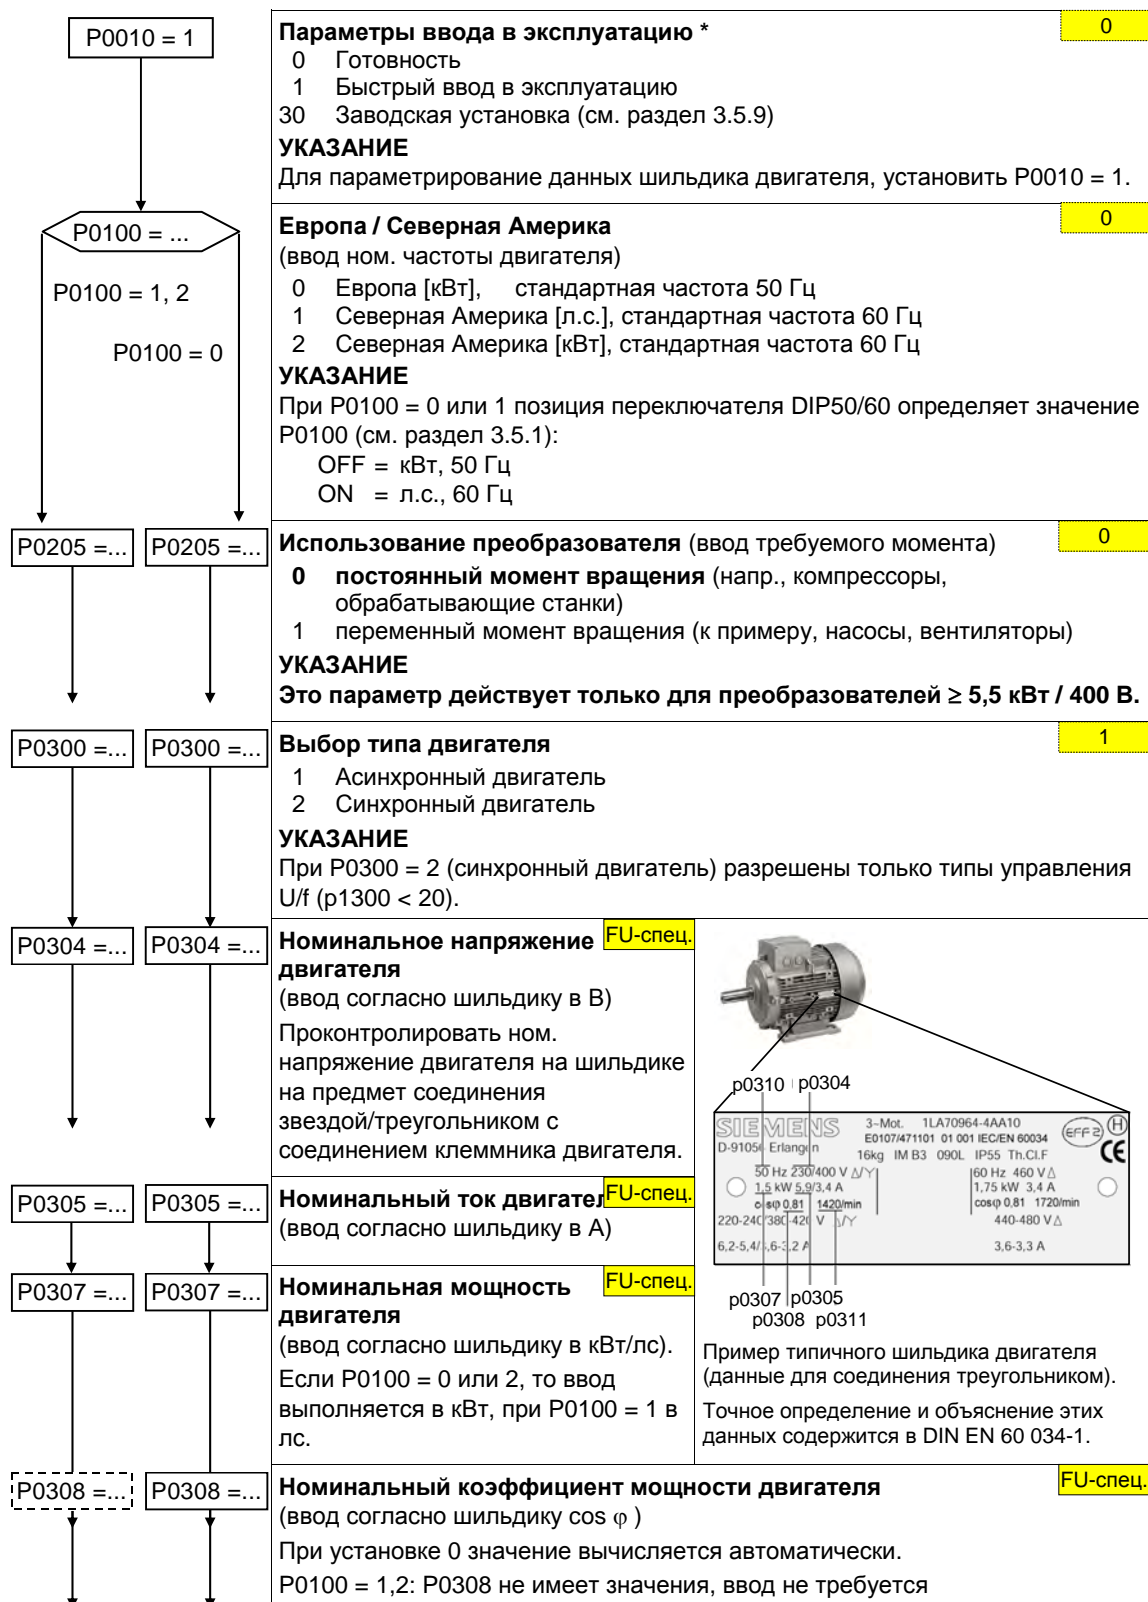 P0010 = 1
Параметры ввода в эксплуатацию *
0
0 Готовность
1 Быстрый ввод в эксплуатацию
30 Заводская установка (см. раздел 3.5.9)
УКАЗАНИЕ
Для параметрирование данных шильдика двигателя, установить P0010 = 1.
P0100 = ...
P0100 = 1, 2
P0100 = 0
Европа / Северная Америка
0
(ввод ном. частоты двигателя)
0 Европа [кВт], стандартная частота 50 Гц
1 Северная Америка [л.с.], стандартная частота 60 Гц
2 Северная Америка [кВт], стандартная частота 60 Гц
УКАЗАНИЕ
При P0100 = 0 или 1 позиция переключателя DIP50/60 определяет значение
P0100 (см. раздел 3.5.1):
OFF = кВт, 50 Гц
ON = л.с., 60 Гц
P0205 =...
P0205 =...
Использование преобразователя (ввод требуемого момента)
0
0 постоянный момент вращения (напр., компрессоры,
обрабатывающие станки)
1 переменный момент вращения (к примеру, насосы, вентиляторы)
УКАЗАНИЕ
Это параметр действует только для преобразователей ≥ 5,5 кВт / 400 В.
P0300 =...
P0300 =...
Выбор типа двигателя
1
1 Асинхронный двигатель
2 Синхронный двигатель
УКАЗАНИЕ
При P0300 = 2 (синхронный двигатель) разрешены только типы управления
U/f (p1300 < 20).
P0304 =...
P0304 =...
Номинальное напряжение
FU-спец.
двигателя
(ввод согласно шильдику в В)
Проконтролировать ном.
напряжение двигателя на шильдике
на предмет соединения
звездой/треугольником с
соединением клеммника двигателя.
P0305 =...
P0305 =...
Номинальный ток двигател
FU-спец.
(ввод согласно шильдику в А)
P0307 =...
P0307 =...
Номинальная мощность
FU-спец.
двигателя
(ввод согласно шильдику в кВт/лс).
Если P0100 = 0 или 2, то ввод
выполняется в кВт, при P0100 = 1 в
лс.
p0310 p0304
SIEMENS
3~Mot. 1LA70964-4AA10
EFF 2
H
E0107/471101 01 001 IEC/EN 60034
CE
D-91056 Erlangen
16kg IM B3 090L IP55 Th.Cl.F
50 Hz 230/400 V Δ/Y
60 Hz 460 V Δ
1,5 kW 5,9/3,4 A
1,75 kW 3,4 A
cosφ 0,81 1420/min
cosφ 0,81 1720/min
220-240/380-420 V Δ/Y
440-480 V Δ
6,2-5,4/3,6-3,2 A
3,6-3,3 A
p0307 p0305
p0308 p0311
Пример типичного шильдика двигателя
(данные для соединения треугольником).
Точное определение и объяснение этих
данных содержится в DIN EN 60 034-1.
P0308 =...
P0308 =...
Номинальный коэффициент мощности двигателя
FU-спец.
(ввод согласно шильдику cos φ )
При установке 0 значение вычисляется автоматически.
P0100 = 1,2: P0308 не имеет значения, ввод не требуется